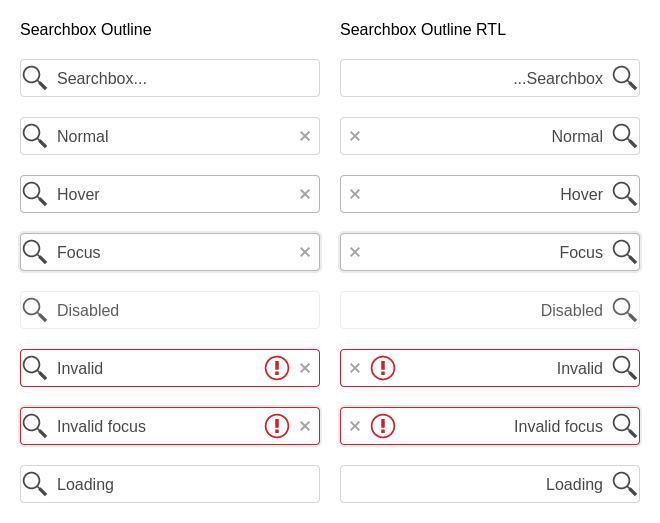 Searchbox Outline
Searchbox...
Normal
Hover
Focus
Disabled
Invalid
Invalid focus
Loading
Searchbox Outline RTL
...Searchbox
Normal
Hover
Focus
Disabled
Invalid
Invalid focus
Loading